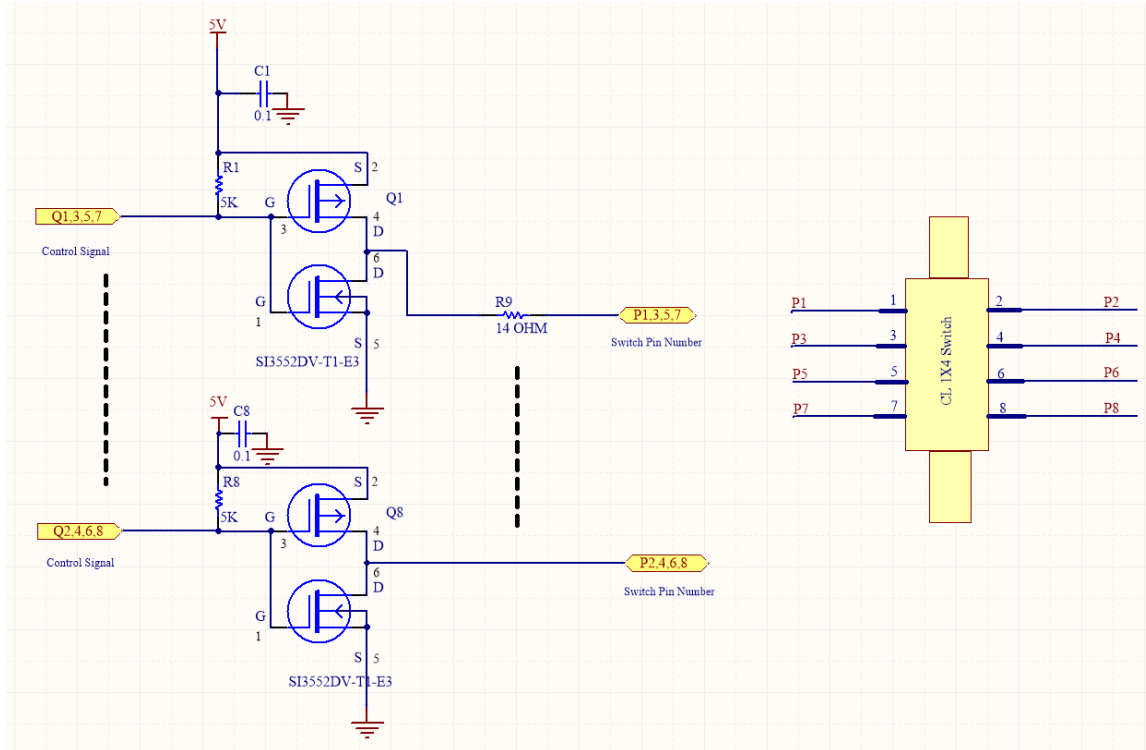 5V
C1
0.1
S 2
R1
5K
Q1
G
3
4
D
Q1,3,5,7
Control Signal
6
D
G
1
S 5
SI3552DV-T1-E3
R9
14 OHM
P1,3,5,7
Switch Pin Number
5V
C8
0.1
S 2
R8
5K
Q8
G
3
4
D
Q2,4,6,8
Control Signal
6
D
G
1
S 5
SI3552DV-T1-E3
P2,4,6,8
Switch Pin Number
P1 1 2 P2
P3 3 4 P4
P5 5 6 P6
P7 7 8 P8
CL 1X4 Switch